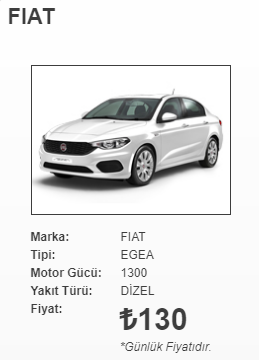 FIAT
Marka: FIAT
Tipi: EGEA
Motor Gücü: 1300
Yakıt Türü: DİZEL
Fiyat: ₺130
*Günlük Fiyatıdır.